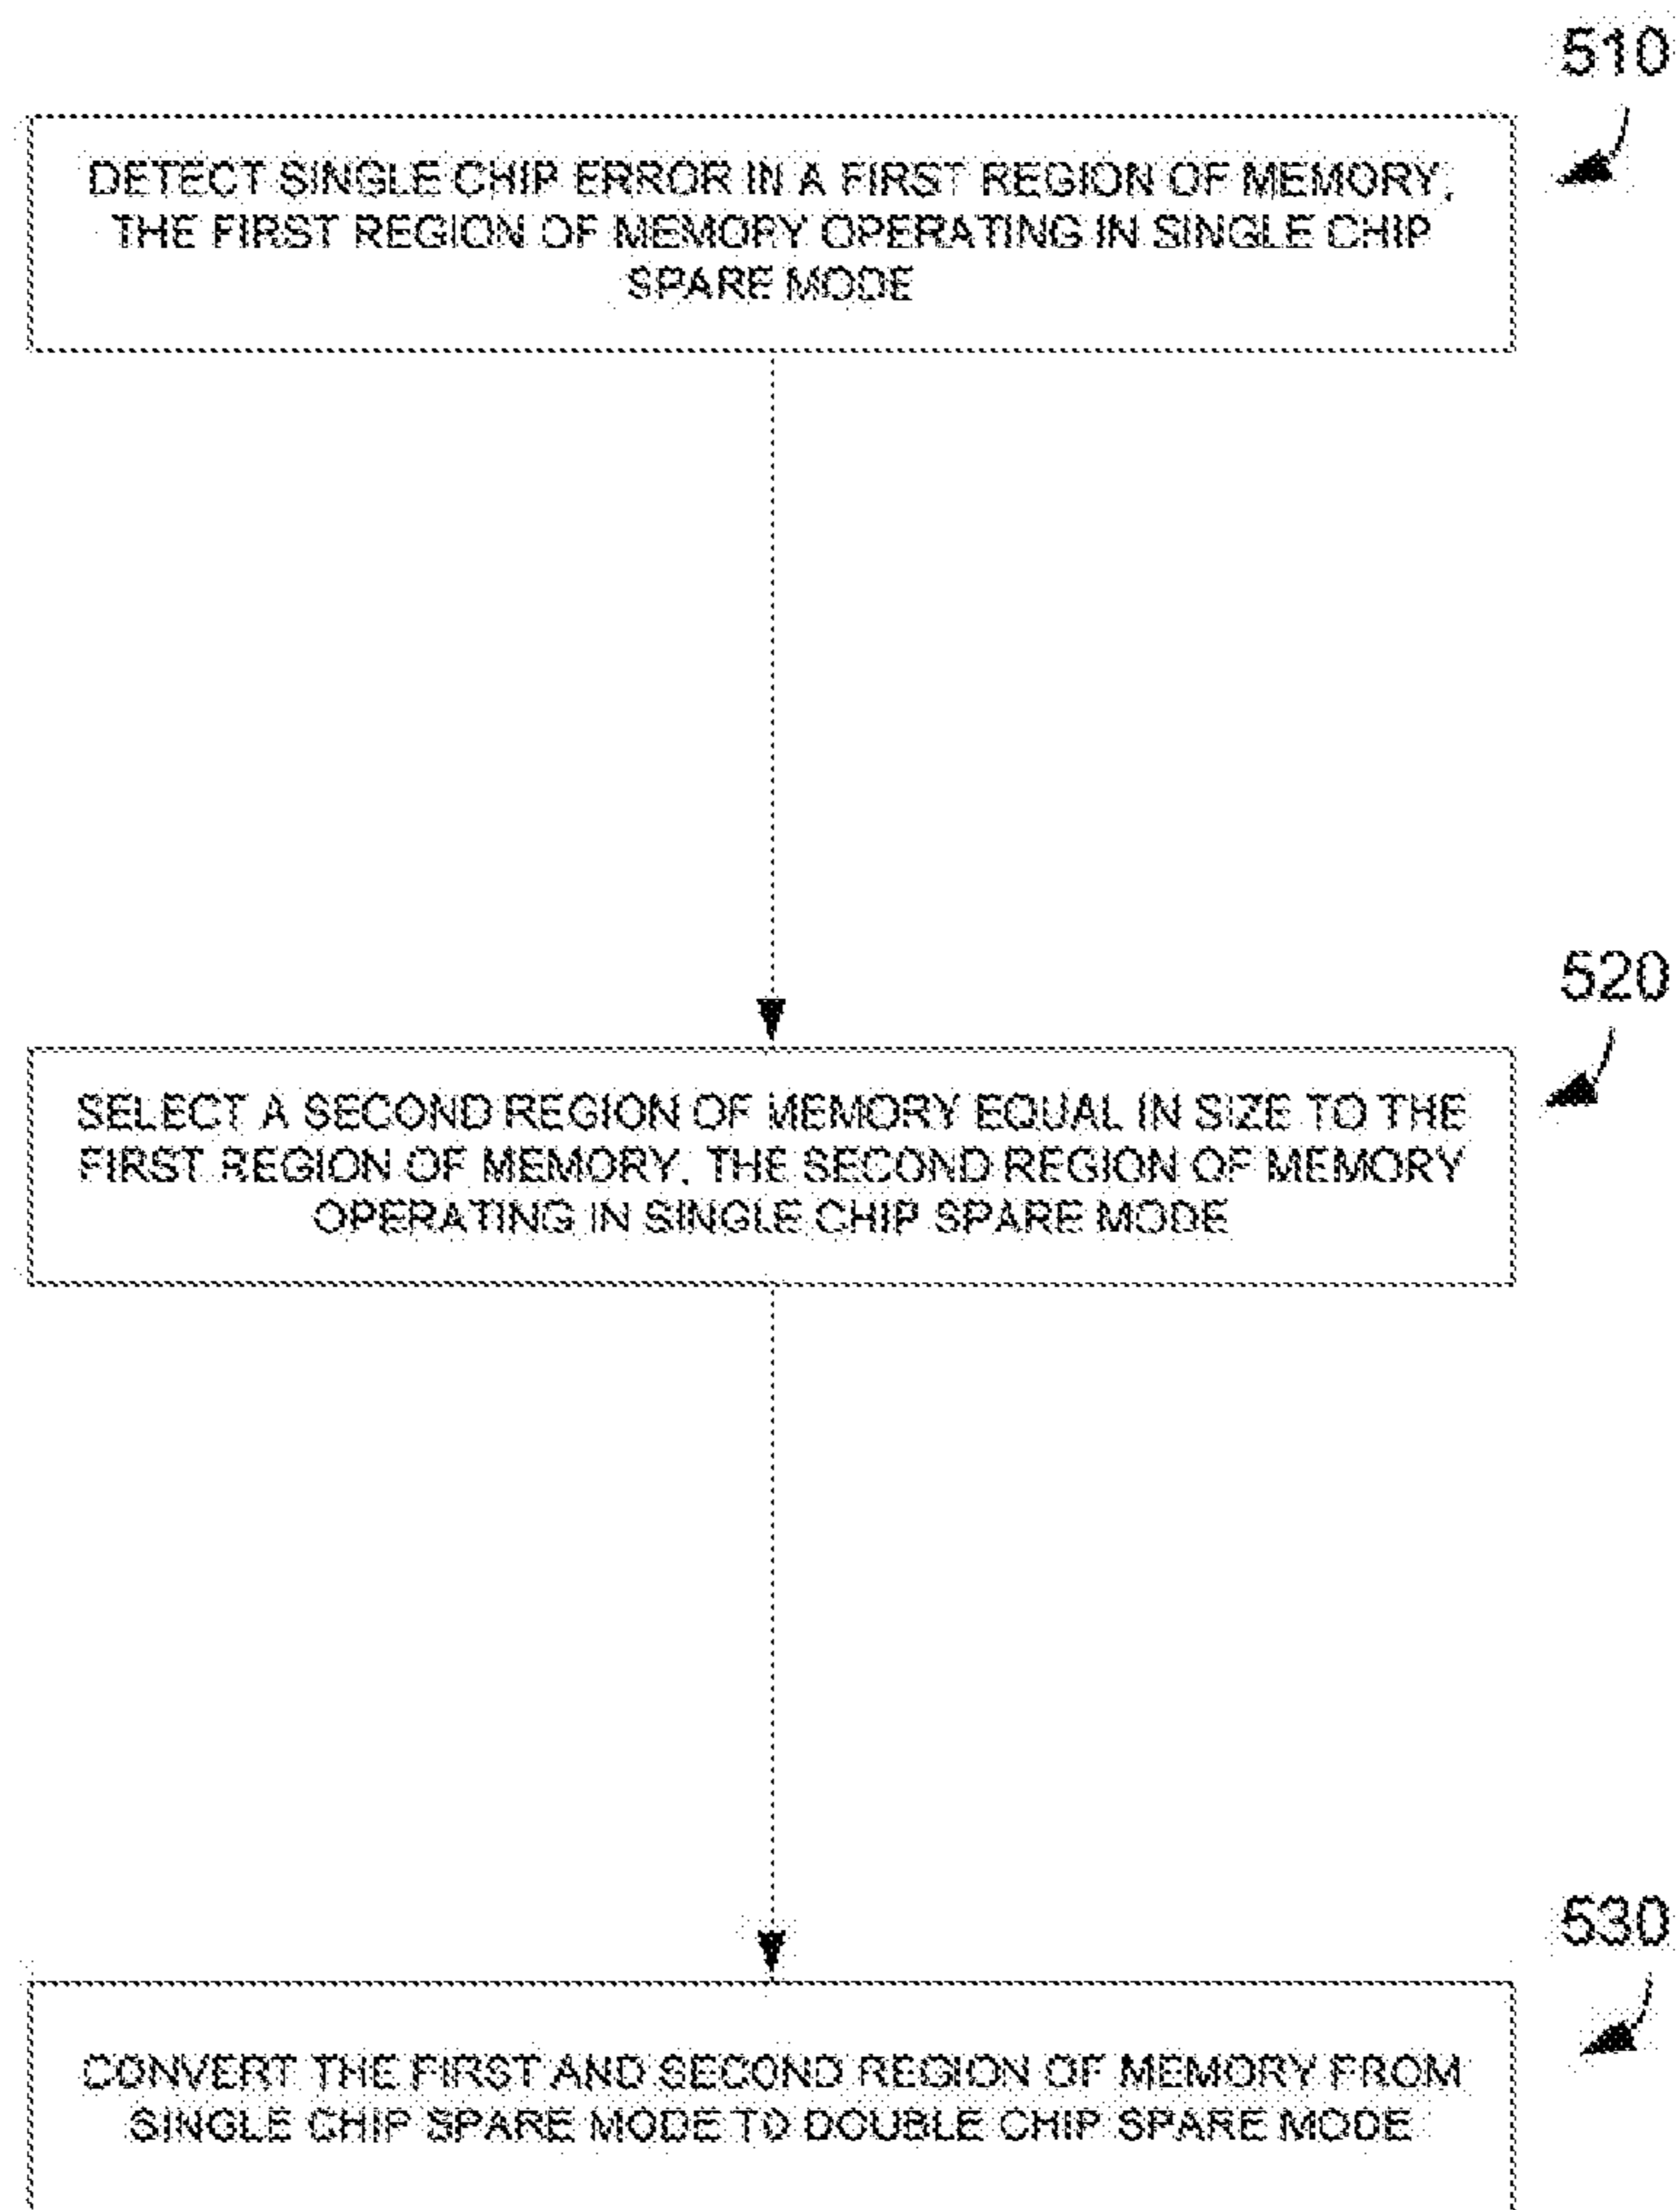 510
DETECT SINGLE CHIP ERROR IN A FIRST REGION OF MEMORY,
THE FIRST REGION OF MEMORY OPERATING IN SINGLE CHIP
SPARE MODE
520
SELECT A SECOND REGION OF MEMORY EQUAL IN SIZE TO THE
FIRST REGION OF MEMORY, THE SECOND REGION OF MEMORY
OPERATING IN SINGLE CHIP SPARE MODE
530
CONVERT THE FIRST AND SECOND REGION OF MEMORY FROM
SINGLE CHIP SPARE MODE TO DOUBLE CHIP SPARE MODE